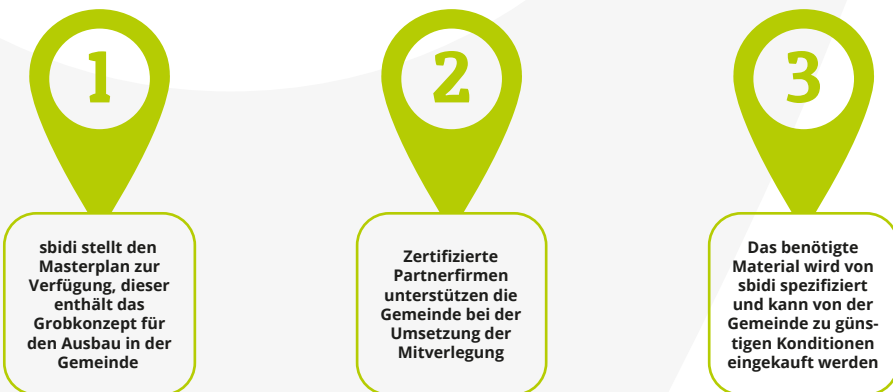 1
sbidi stellt den
Masterplan zur
Verfügung, dieser
enthält das
Grobkonzept für
den Ausbau in der
Gemeinde
2
Zertifizierte
Partnerfirmen
unterstützen die
Gemeinde bei der
Umsetzung der
Mitverlegung
3
Das benötigte
Material wird von
sbidi spezifiziert
und kann von der
Gemeinde zu güns-
tigen Konditionen
eingekauft werden